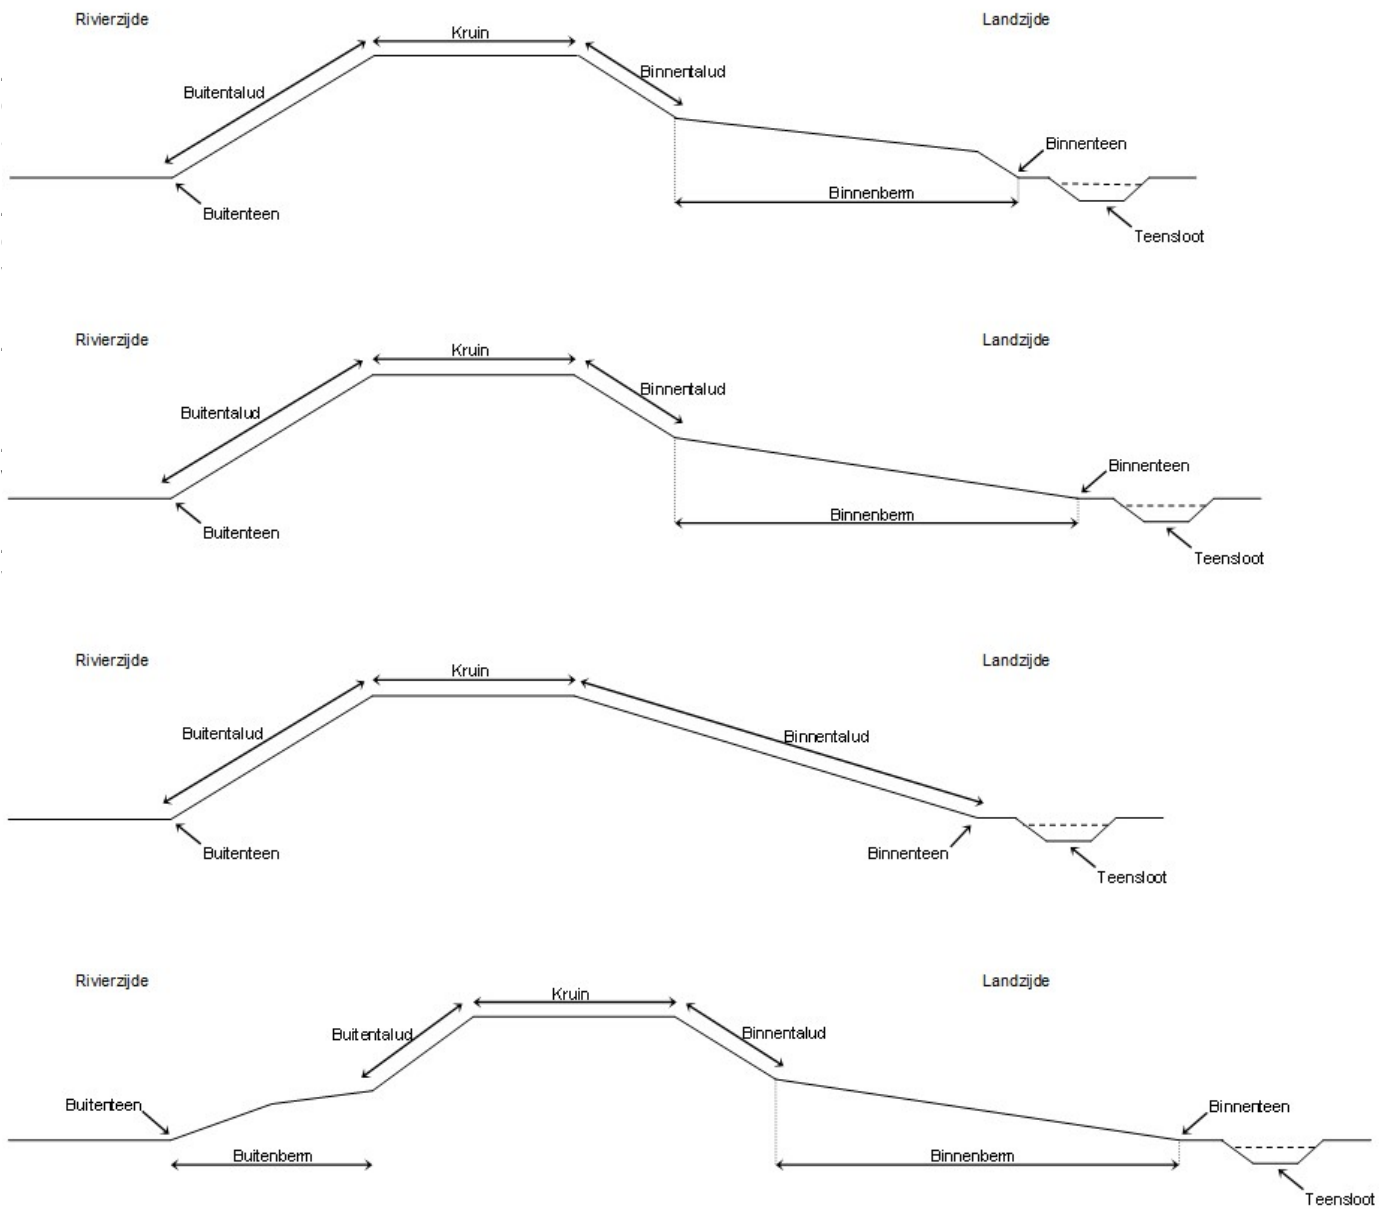 Rivierzijde
Landzijde
Kruin
Binnentalud
Buitentalud
Binnenteen
Binnenberm
Buitenteen
Teensloot
Rivierzijde
Landzijde
Kruin
Binnentalud
Buitentalud
Binnenteen
Binnenberm
Buitenteen
Teensloot
Rivierzijde
Landzijde
Kruin
Buitentalud
Binnentalud
Buitenteen
Binnenteen
Teensloot
Rivierzijde
Landzijde
Kruin
Buitentalud
Binnentalud
Buitenteen
Binnenteen
Buitenberm
Binnenberm
Teensloot